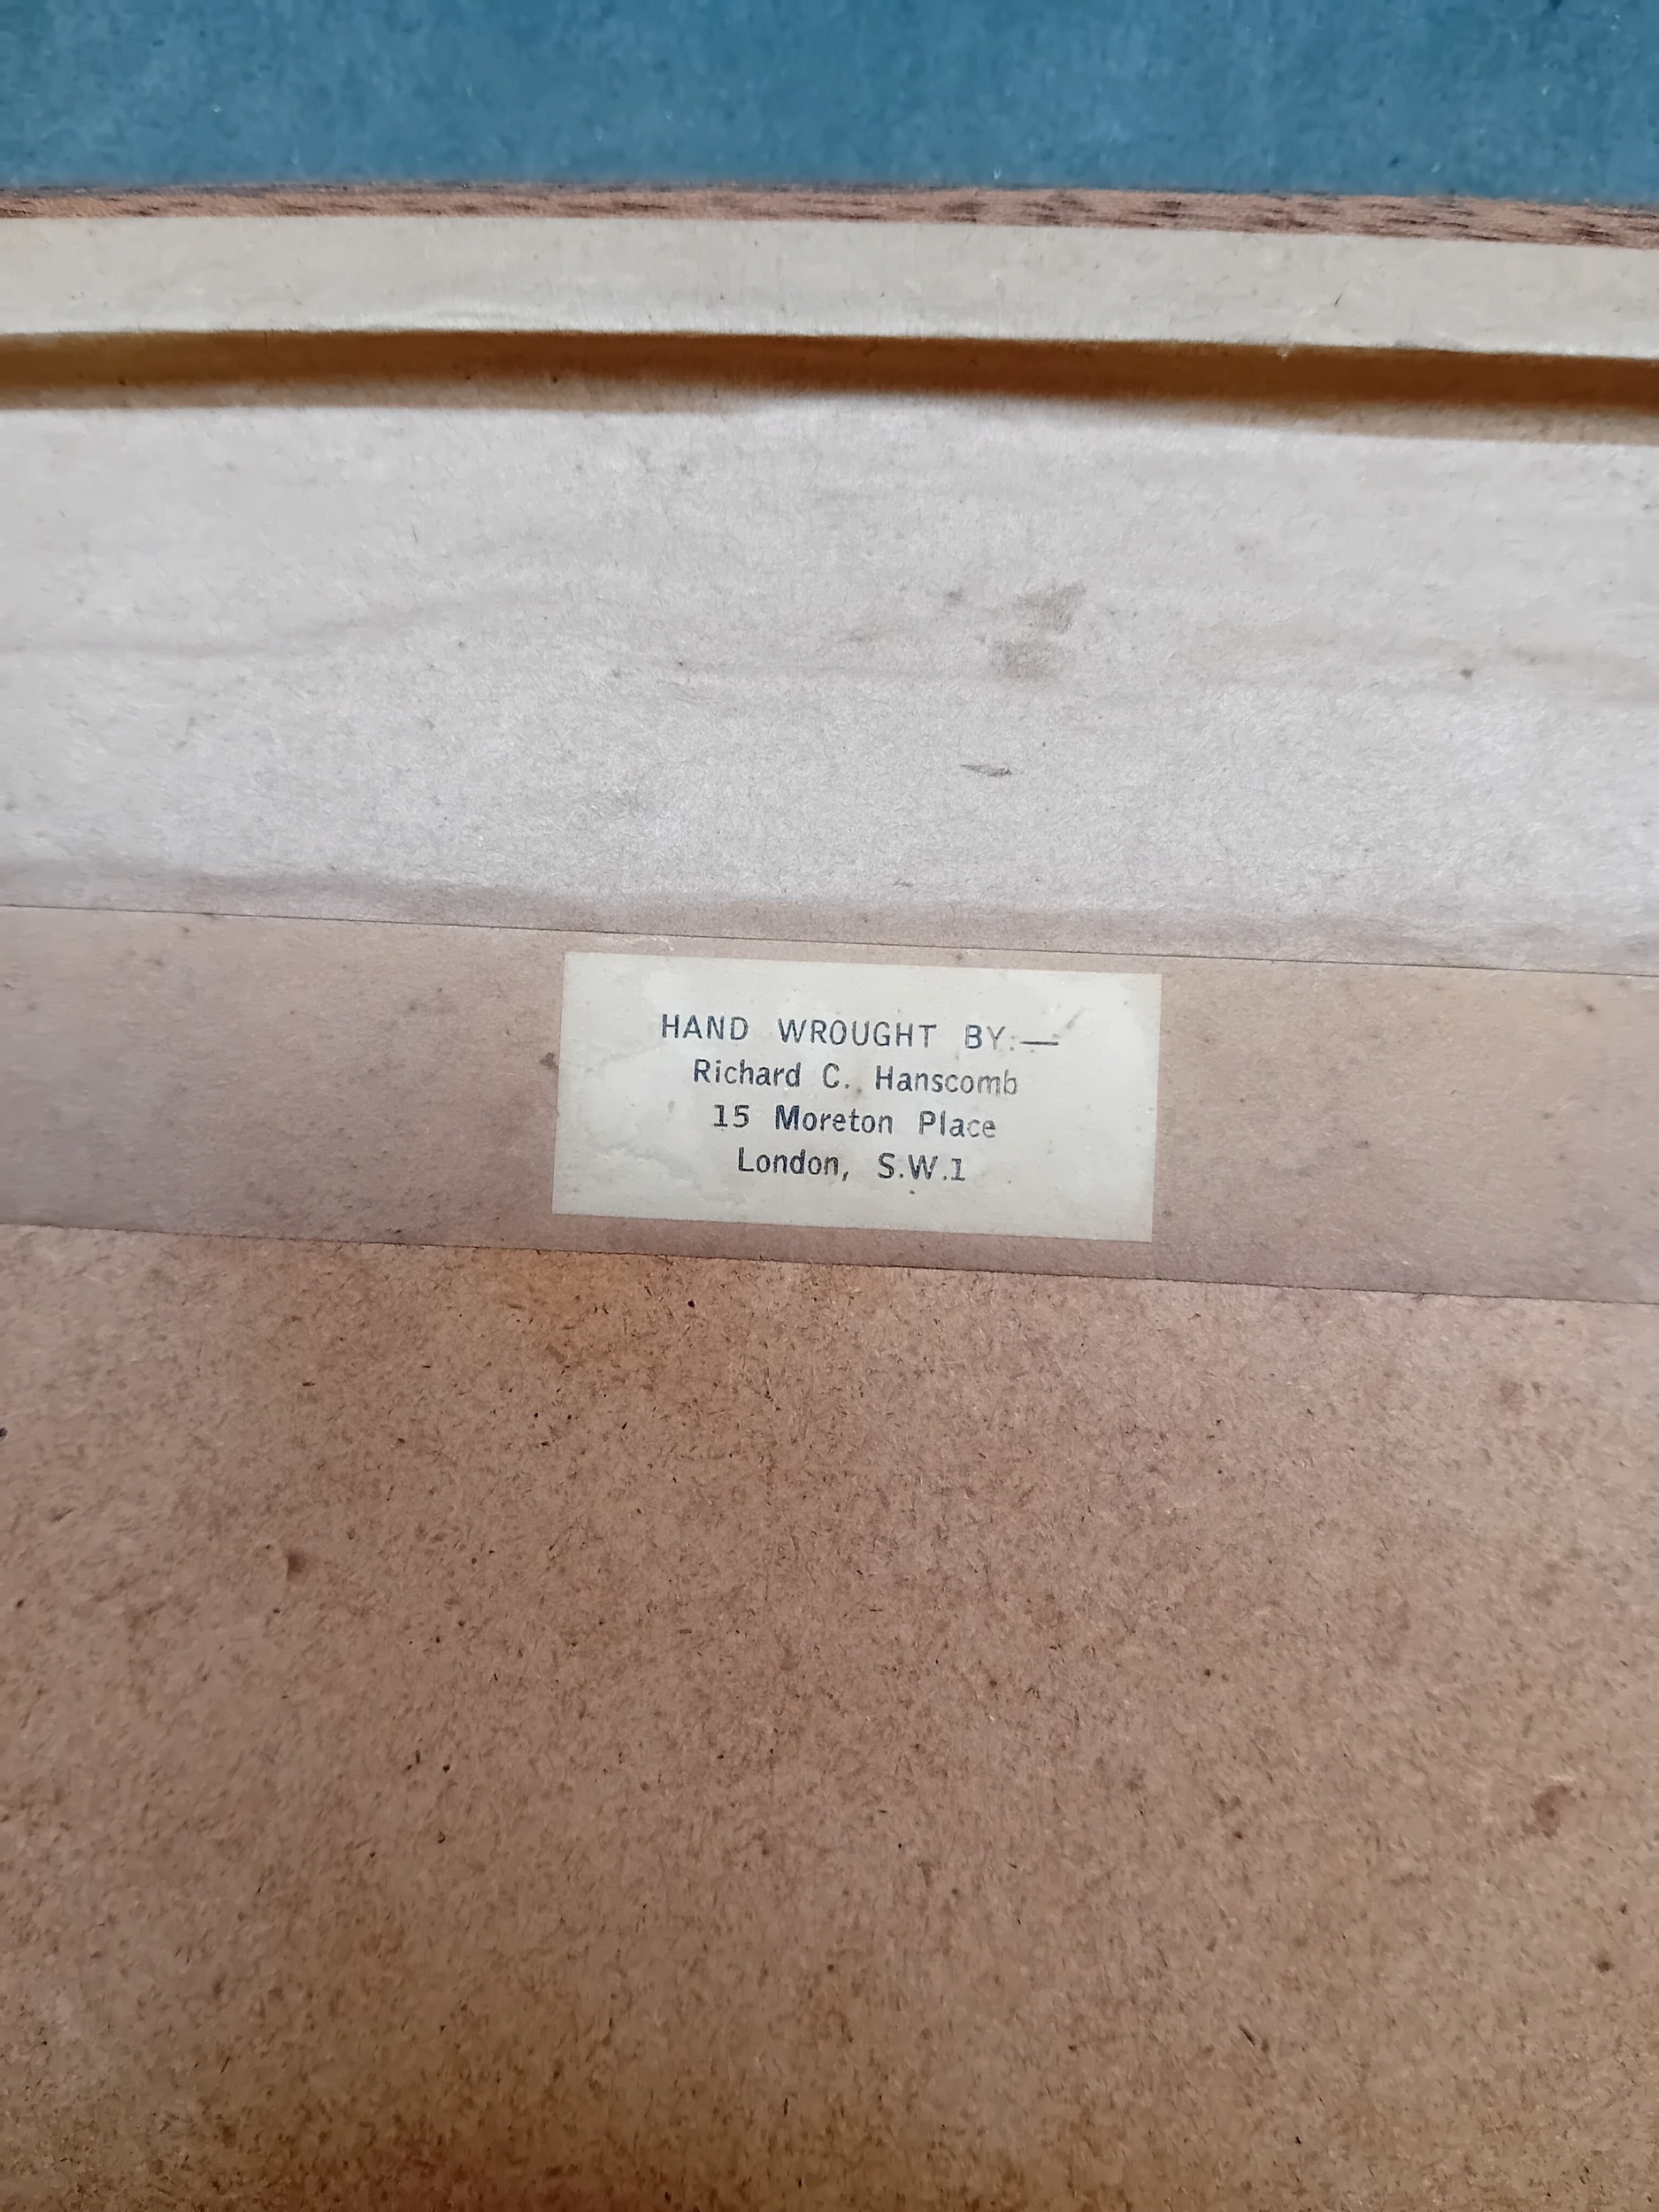 HAND WROUGHT BY:—
Richard C. Hanscomb
15 Moreton Place
London, S.W.1